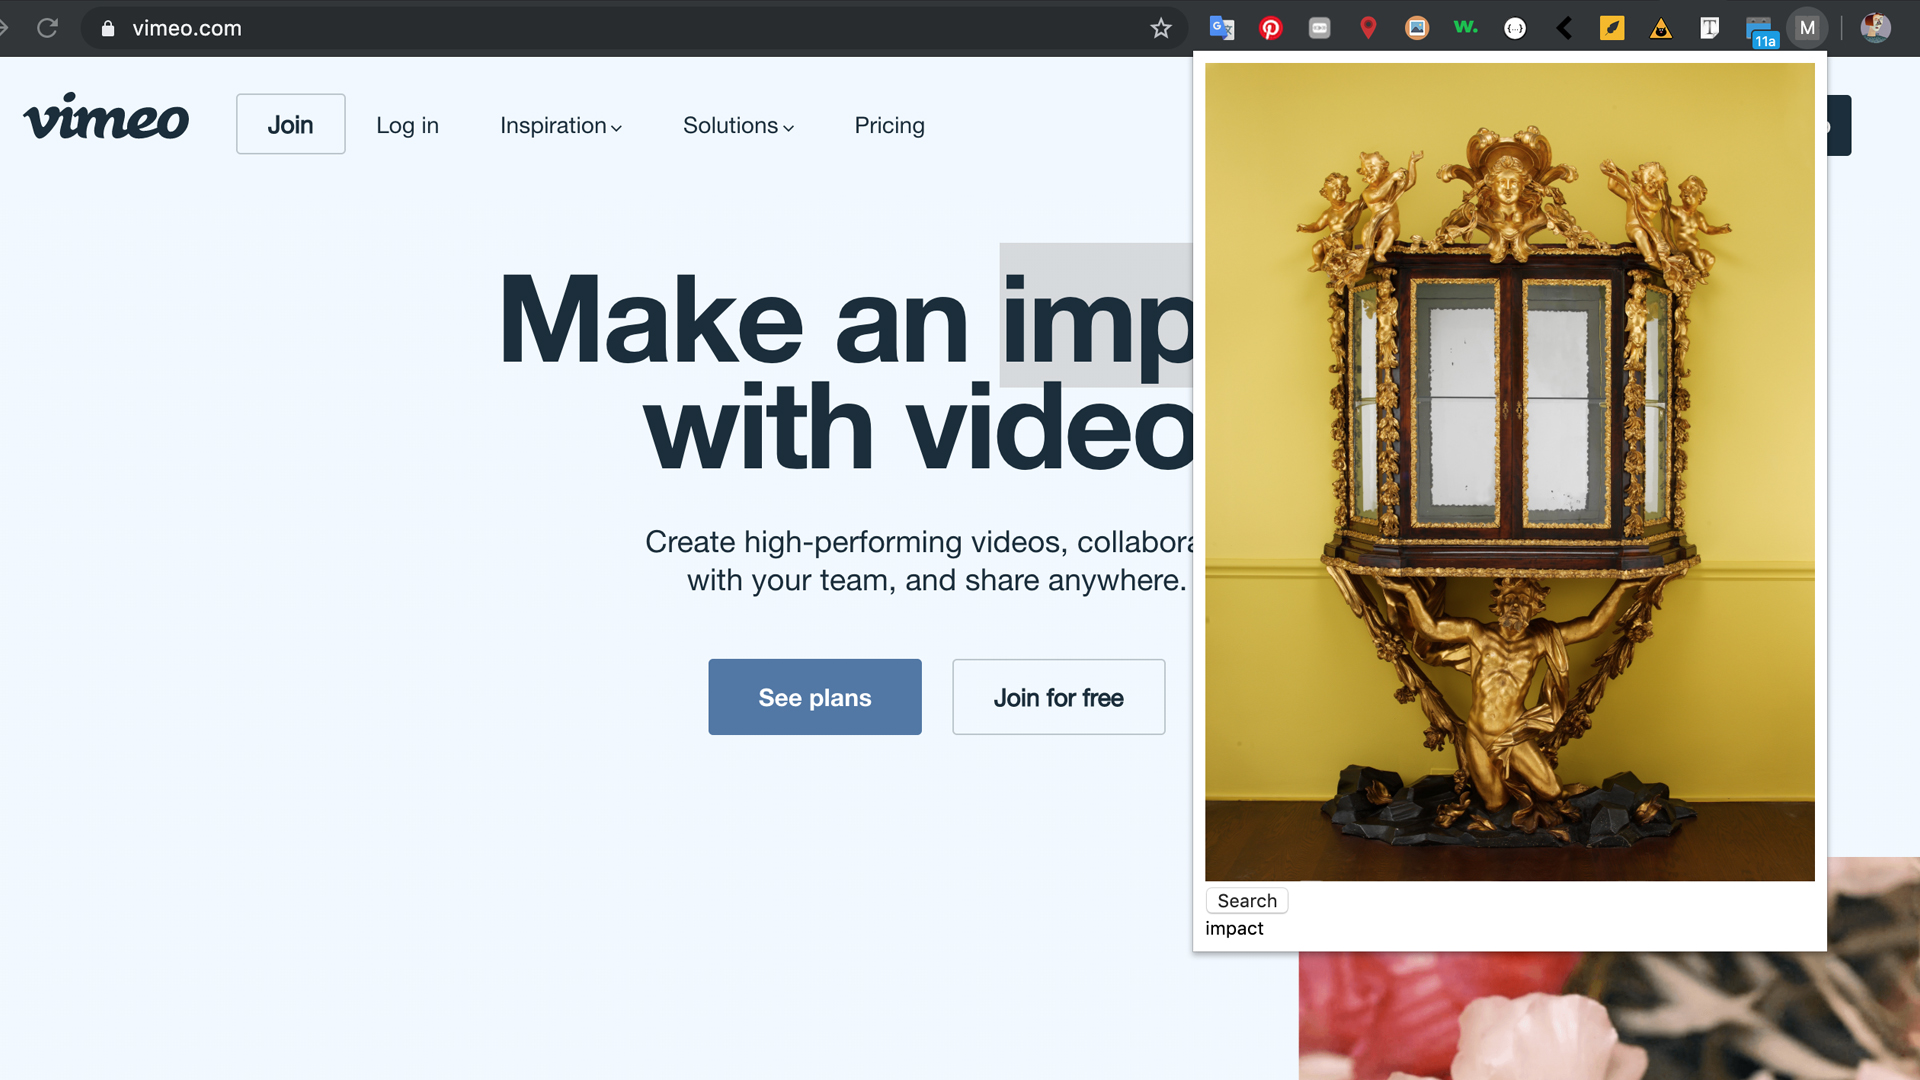 vimeo.com
w.
T
11a
M
vimeo
Join
Log in
Inspiration
Solutions
Pricing
Make an imp
with video
Create high-performing videos, collabora
with your team, and share anywhere.
See plans
Join for free
Search
impact